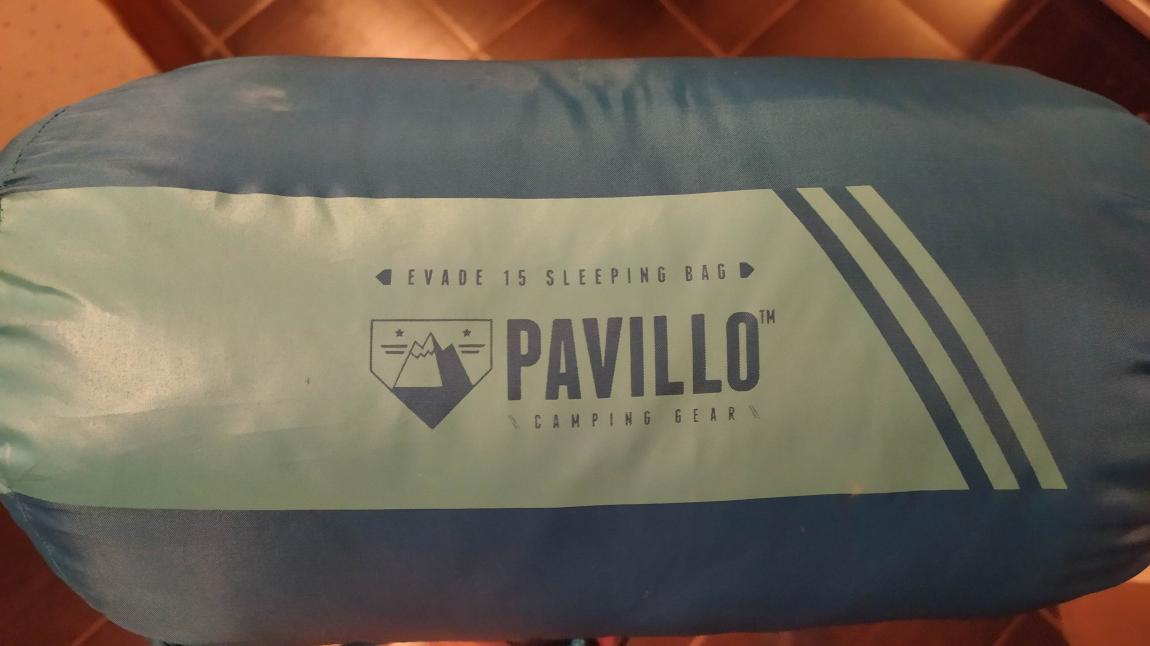 EVADE 15 SLEEPING BAG
PAVILLO™
CAMPING GEAR